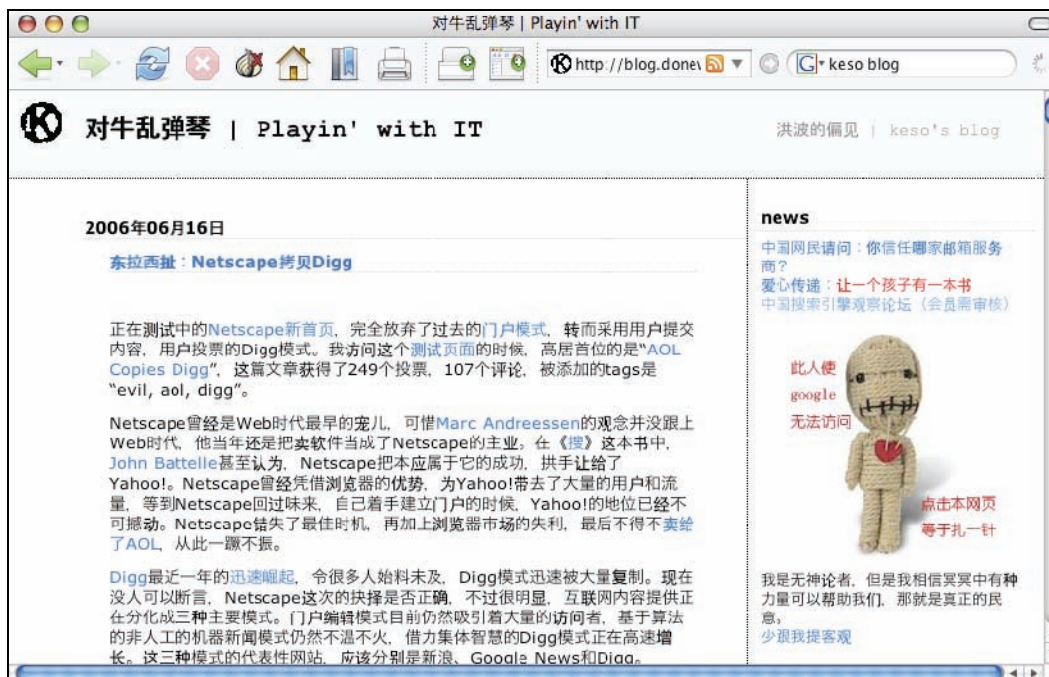 对牛乱弹琴 | Playin' with IT
http://blog.done
keso blog
对牛乱弹琴 | Playin' with IT
洪波的偏见 | keso's blog
2006年06月16日
东拉西扯：Netscape拷贝Digg
正在测试中的Netscape新首页，完全放弃了过去的门户模式，转而采用用户提交
内容，用户投票的Digg模式。我访问这个测试页面的时候，高居首位的是“AOL
Copies Digg”，这篇文章获得了249个投票，107个评论，被添加的tags是
“evil, aol, digg”。
Netscape曾经是Web时代最早的宠儿，可惜Marc Andreessen的观念并没跟上
Web时代，他当年还是把卖软件当成了Netscape的主业。在《搜》这本书中，
John Battelle甚至认为，Netscape把本应属于它的成功，拱手让给了
Yahoo!。Netscape曾经凭借浏览器的优势，为Yahoo!带去了大量的用户和流
量，等到Netscape回过味来，自己着手建立门户的时候，Yahoo!的地位已经不
可撼动。Netscape错失了最佳时机，再加上浏览器市场的失利，最后不得不卖给
了AOL，从此一蹶不振。
Digg最近一年的迅速崛起，令很多人始料未及，Digg模式迅速被大量复制。现在
没人可以断言，Netscape这次的抉择是否正确，不过很明显，互联网内容提供正
在分化成三种主要模式。门户编辑模式目前仍然吸引着大量的访问者，基于算法
的非人工的机器新闻模式仍然不温不火，借力集体智慧的Digg模式正在高速增
长。这三种模式的代表性网站，应该分别是新浪、Google News和Digg。
news
中国网民请问：你信任哪家邮箱服务
商？
爱心传递：让一个孩子有一本书
中国搜索引擎观察论坛（会员需审核）
此人使
google
无法访问
点击本网页
等于扎一针
我是无神论者，但是我相信冥冥中有种
力量可以帮助我们，那就是真正的民
意。
少跟我提客观